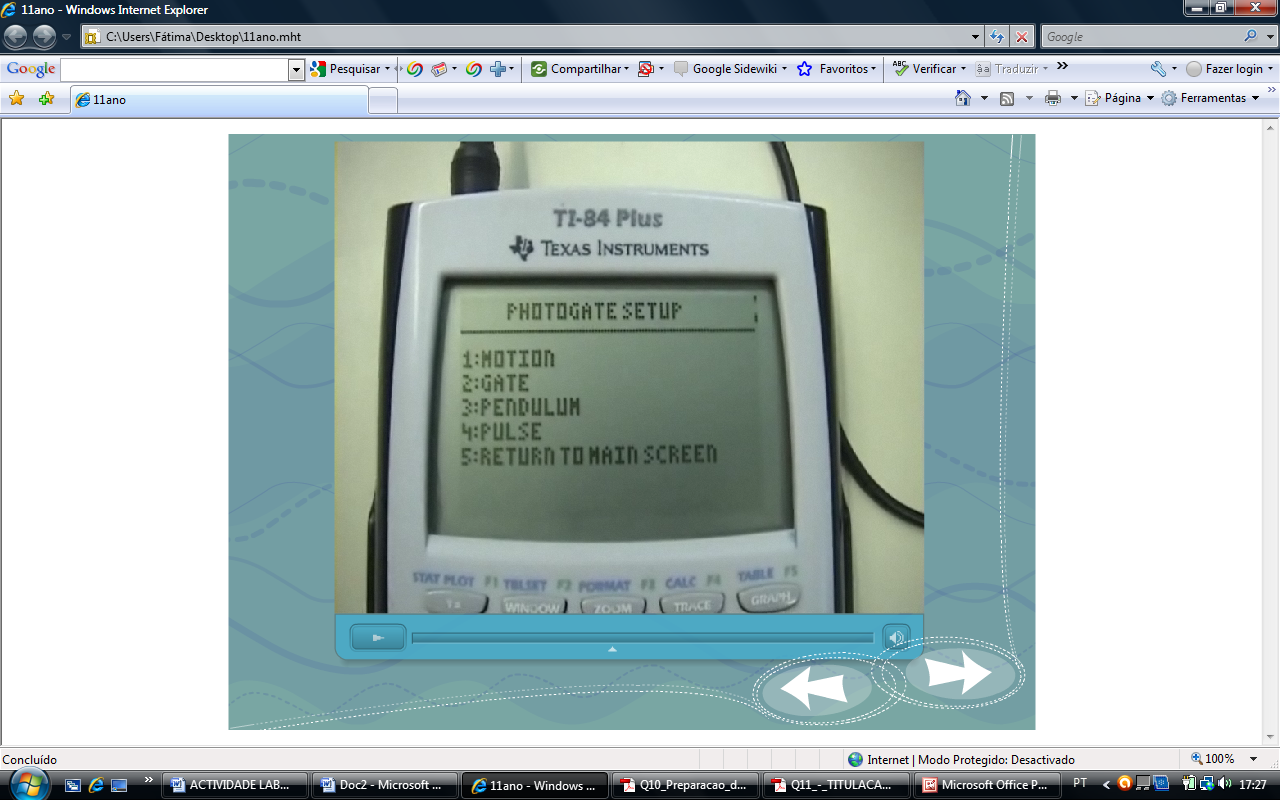 11ano - Windows Internet Explorer
C:\Users\Fátima\Desktop\11ano.mht
Google
Google
Pesquisar
Compartilhar
Google Sidewiki
Favoritos
ABC
Verificar
Traduzir
Fazer login
11ano
Página
Ferramentas
TI-84 Plus
TEXAS INSTRUMENTS
PHOTOGATE SETUP
1:MOTION
2:GATE
3:PENDULUM
4:PULSE
5:RETURN TO MAIN SCREEN
STAT PLOT F1 TBLSET F2 FORMAT F3 CALC F4 TABLE F5
Y= WINDOW ZOOM TRACE GRAPH
Concluído
Internet | Modo Protegido: Desactivado
100%
ACTIVIDADE LAB...
Doc2 - Microsoft ...
11ano - Windows ...
Q10_Preparacao_d...
Q11_-_TITULACA...
Microsoft Office P...
PT
17:27